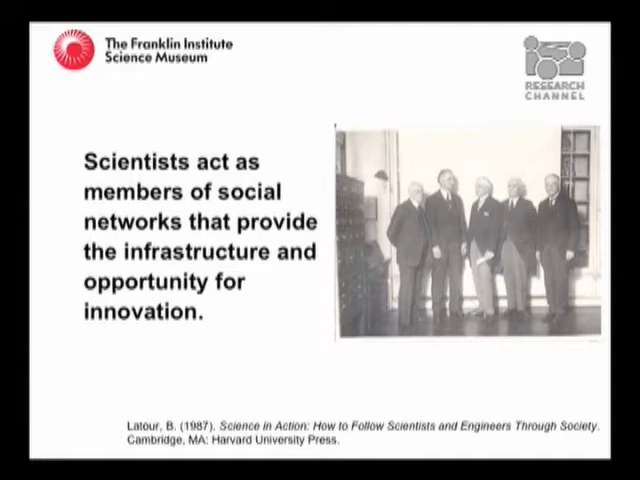 The Franklin Institute
Science Museum
RESEARCH
CHANNEL
Scientists act as
members of social
networks that provide
the infrastructure and
opportunity for
innovation.
Latour, B. (1987). Science in Action: How to Follow Scientists and Engineers Through Society.
Cambridge, MA: Harvard University Press.